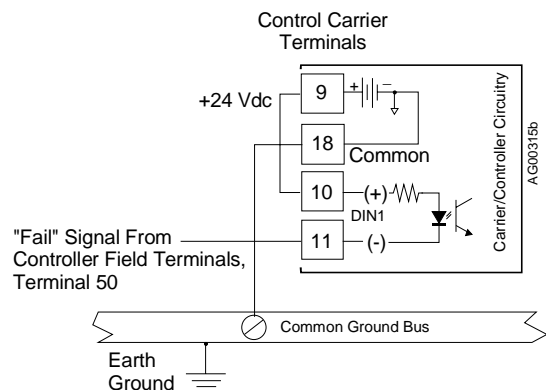 Control Carrier
Terminals
+24 Vdc
9
+
–
18
Common
10
(+)
DIN1
11
(-)
"Fail" Signal From
Controller Field Terminals,
Terminal 50
Carrier/Controller Circuitry
AG00315b
Common Ground Bus
Earth
Ground